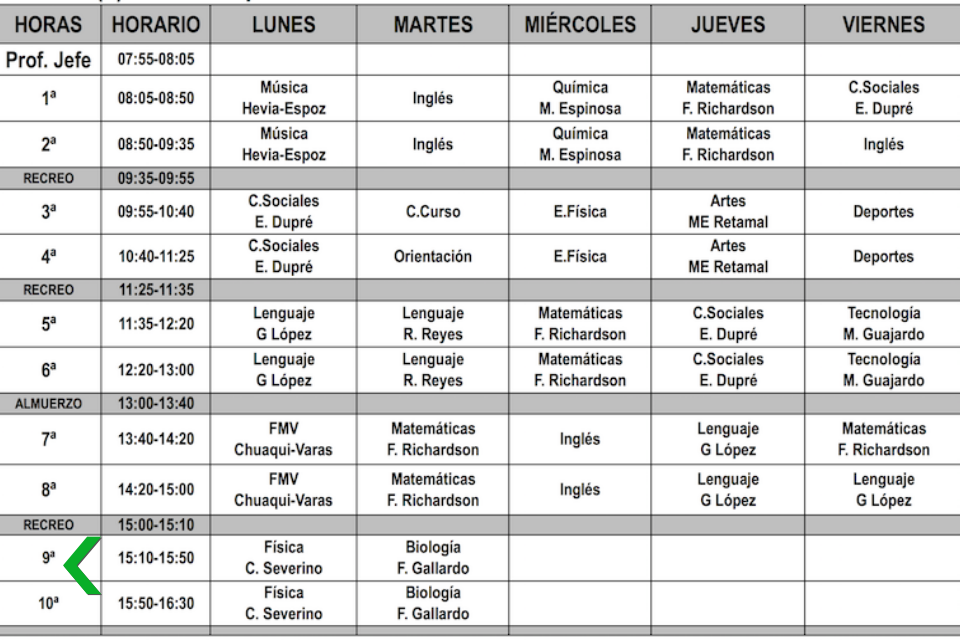 HORAS HORARIO LUNES MARTES MIÉRCOLES JUEVES VIERNES
Prof. Jefe 07:55-08:05
1ª 08:05-08:50 Música Hevia-Espoz Inglés Química M. Espinosa Matemáticas F. Richardson C.Sociales E. Dupré
2ª 08:50-09:35 Música Hevia-Espoz Inglés Química M. Espinosa Matemáticas F. Richardson Inglés
RECREO 09:35-09:55
3ª 09:55-10:40 C.Sociales E. Dupré C.Curso E.Física Artes ME Retamal Deportes
4ª 10:40-11:25 C.Sociales E. Dupré Orientación E.Física Artes ME Retamal Deportes
RECREO 11:25-11:35
5ª 11:35-12:20 Lenguaje G López Lenguaje R. Reyes Matemáticas F. Richardson C.Sociales E. Dupré Tecnología M. Guajardo
6ª 12:20-13:00 Lenguaje G López Lenguaje R. Reyes Matemáticas F. Richardson C.Sociales E. Dupré Tecnología M. Guajardo
ALMUERZO 13:00-13:40
7ª 13:40-14:20 FMV Chuaqui-Varas Matemáticas F. Richardson Inglés Lenguaje G López Matemáticas F. Richardson
8ª 14:20-15:00 FMV Chuaqui-Varas Matemáticas F. Richardson Inglés Lenguaje G López Lenguaje G López
RECREO 15:00-15:10
9ª 15:10-15:50 Física C. Severino Biología F. Gallardo
10ª 15:50-16:30 Física C. Severino Biología F. Gallardo